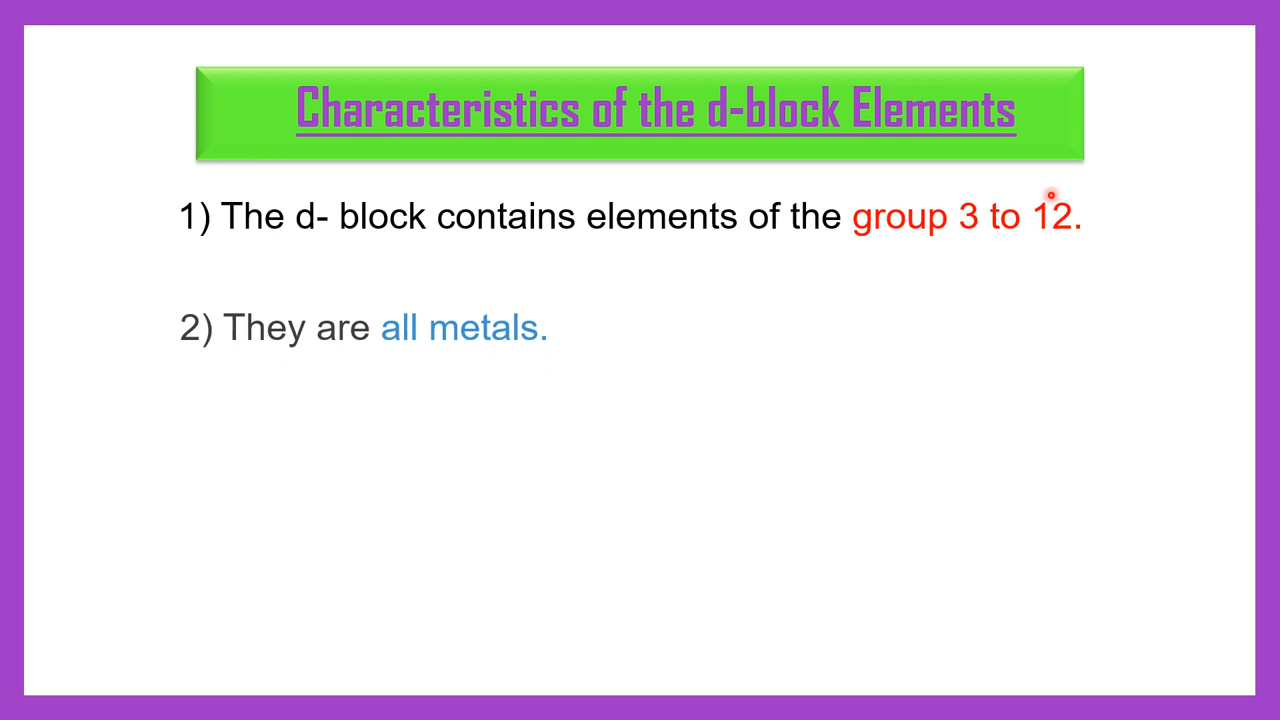 Characteristics of the d-block Elements
1) The d- block contains elements of the group 3 to 12.
2) They are all metals.